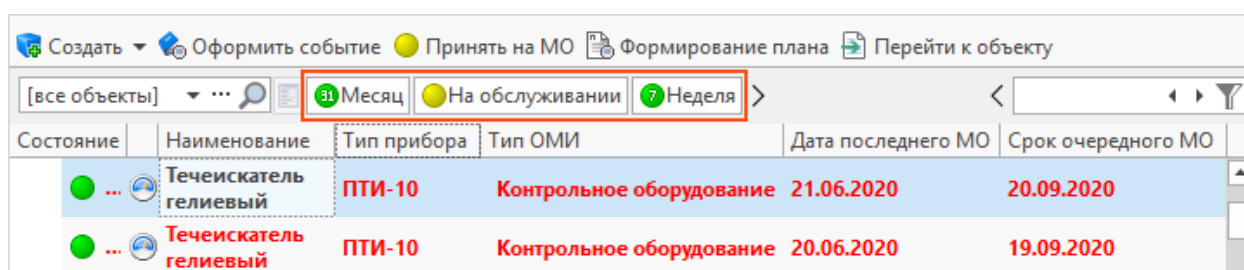 Создать Оформить событие Принять на МО Формирование плана Перейти к объекту
[все объекты] ... 31 Месяц На обслуживании 7 Неделя
Состояние Наименование Тип прибора Тип ОМИ Дата последнего МО Срок очередного МО
... Течеискатель гелиевый ПТИ-10 Контрольное оборудование 21.06.2020 20.09.2020
... Течеискатель гелиевый ПТИ-10 Контрольное оборудование 20.06.2020 19.09.2020